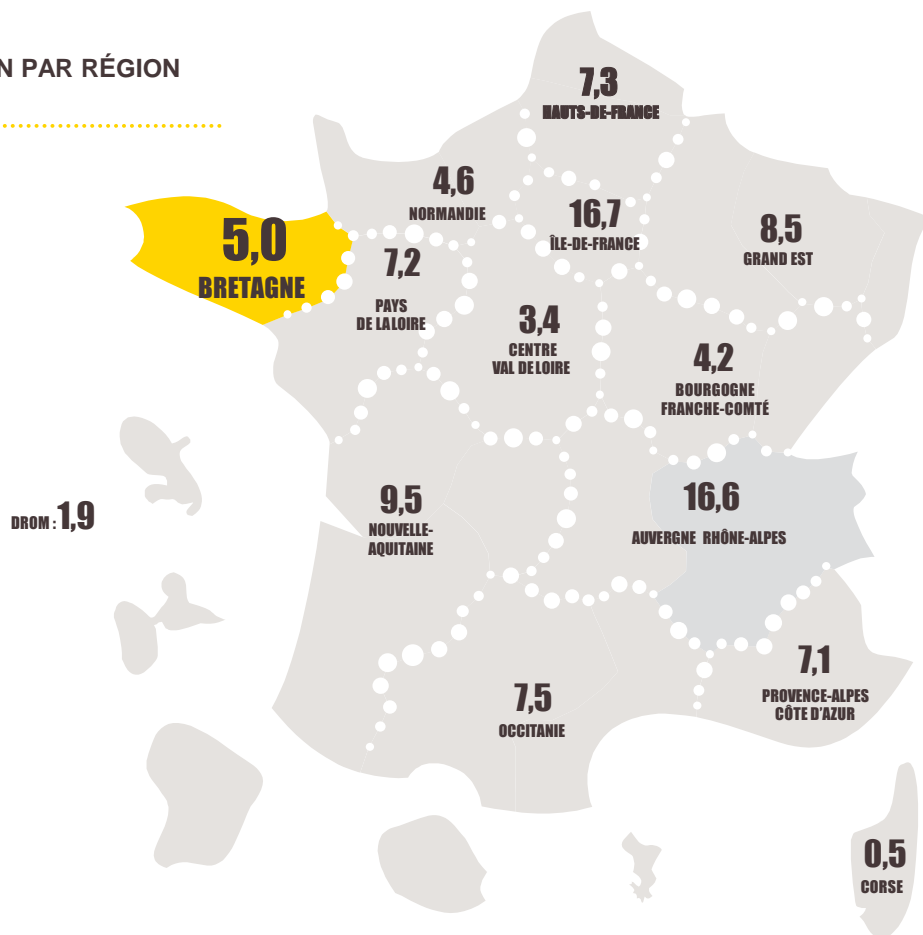 N PAR RÉGION
7,3
HAUTS-DE-FRANCE
4,6
NORMANDIE
16,7
ÎLE-DE-FRANCE
8,5
GRAND EST
5,0
BRETAGNE
7,2
PAYS
DE LA LOIRE
3,4
CENTRE
VAL DE LOIRE
4,2
BOURGOGNE
FRANCHE-COMTÉ
DROM : 1,9
9,5
NOUVELLE-
AQUITAINE
16,6
AUVERGNE RHÔNE-ALPES
7,1
PROVENCE-ALPES
CÔTE D'AZUR
7,5
OCCITANIE
0,5
CORSE